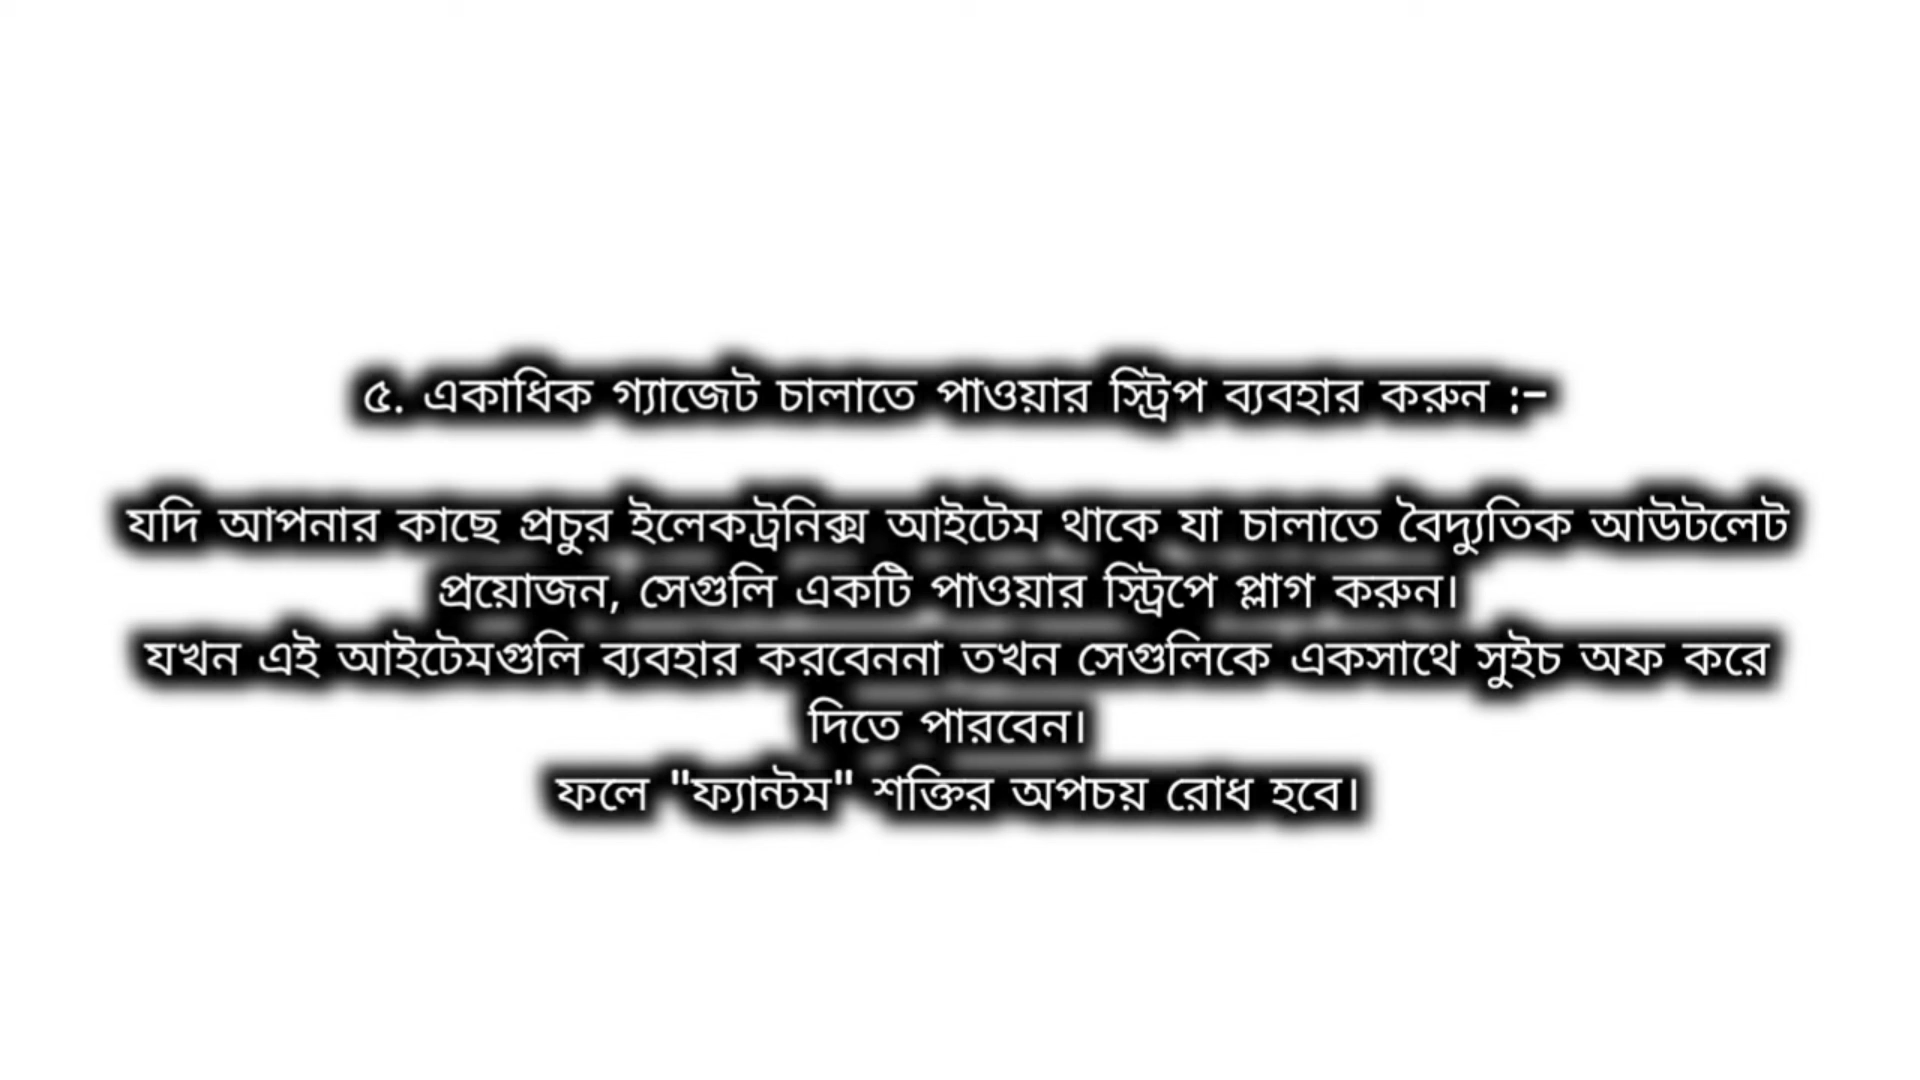 ৫. একাধিক গ্যাজেট চালাতে পাওয়ার স্ট্রিপ ব্যবহার করুন :–
যদি আপনার কাছে প্রচুর ইলেকট্রনিক্স আইটেম থাকে যা চালাতে বৈদ্যুতিক আউটলেট
প্রয়োজন, সেগুলি একটি পাওয়ার স্ট্রিপে প্লাগ করুন।
যখন এই আইটেমগুলি ব্যবহার করবেননা তখন সেগুলিকে একসাথে সুইচ অফ করে
দিতে পারবেন।
ফলে "ফ্যান্টম" শক্তির অপচয় রোধ হবে।